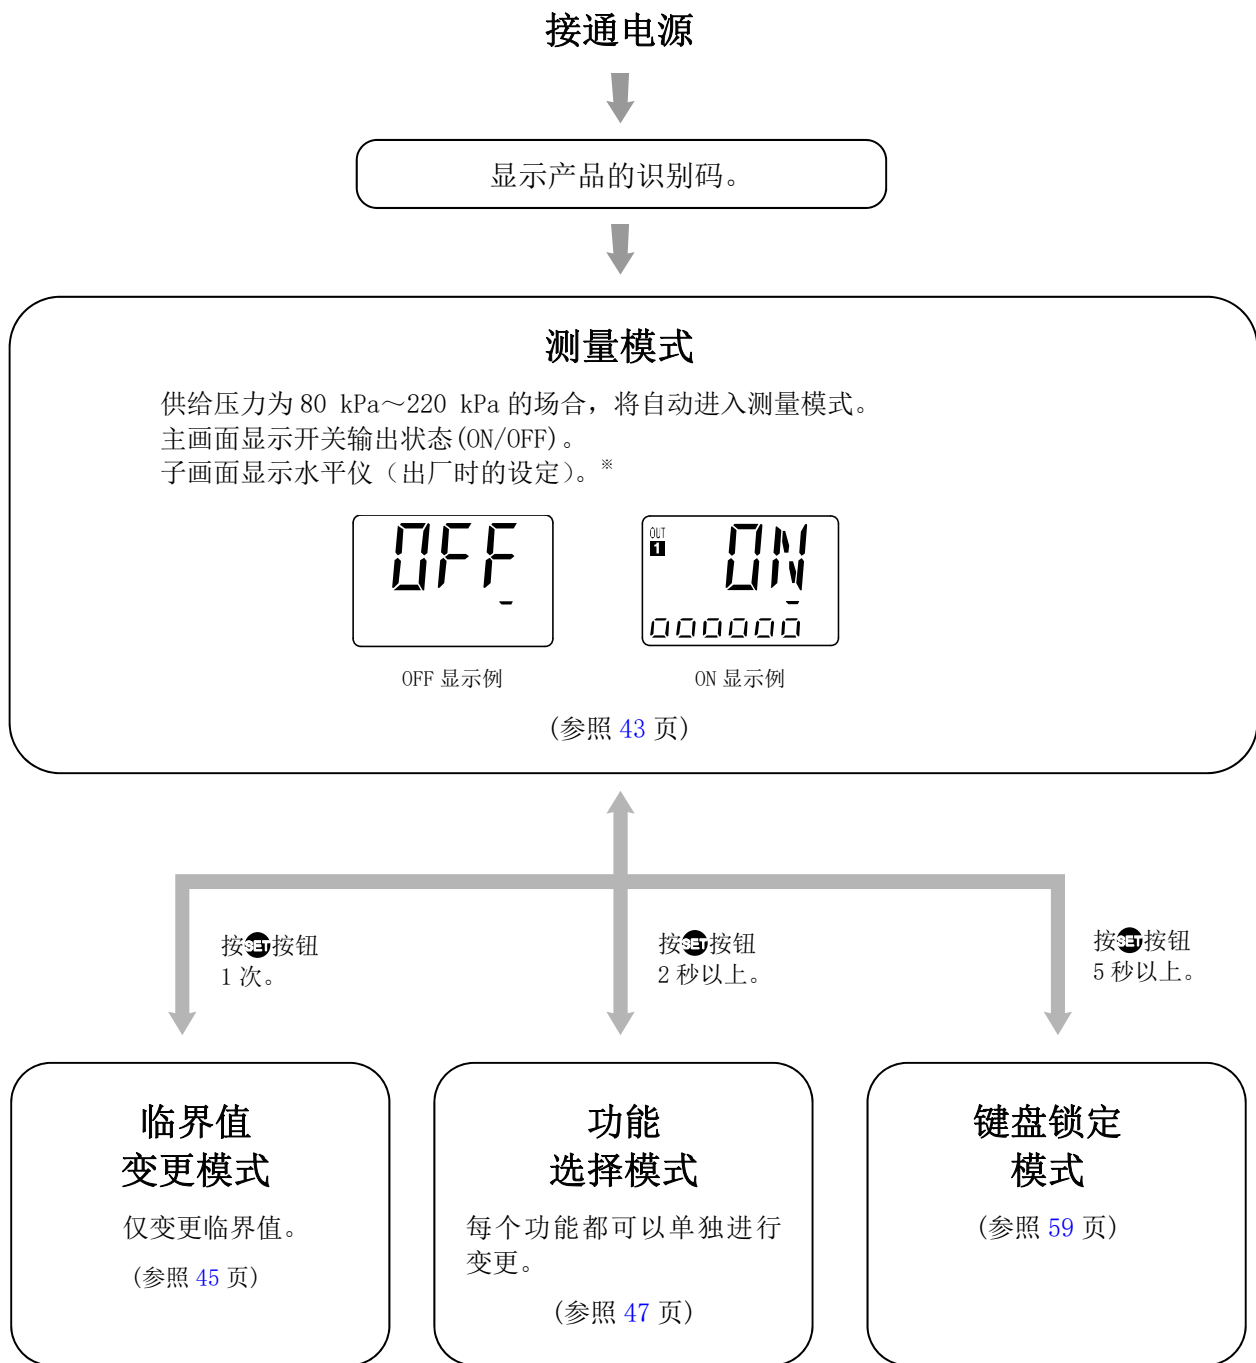 接通电源
显示产品的识别码。
测量模式
供给压力为 80 kPa～220 kPa 的场合，将自动进入测量模式。
主画面显示开关输出状态(ON/OFF)。
子画面显示水平仪（出厂时的设定）。※
OFF
OUT
1
ON
oooooo
OFF 显示例
ON 显示例
(参照 43 页)
按SET按钮
1 次。
按SET按钮
2 秒以上。
按SET按钮
5 秒以上。
临界值
变更模式
仅变更临界值。
(参照 45 页)
功能
选择模式
每个功能都可以单独进行
变更。
(参照 47 页)
键盘锁定
模式
(参照 59 页)